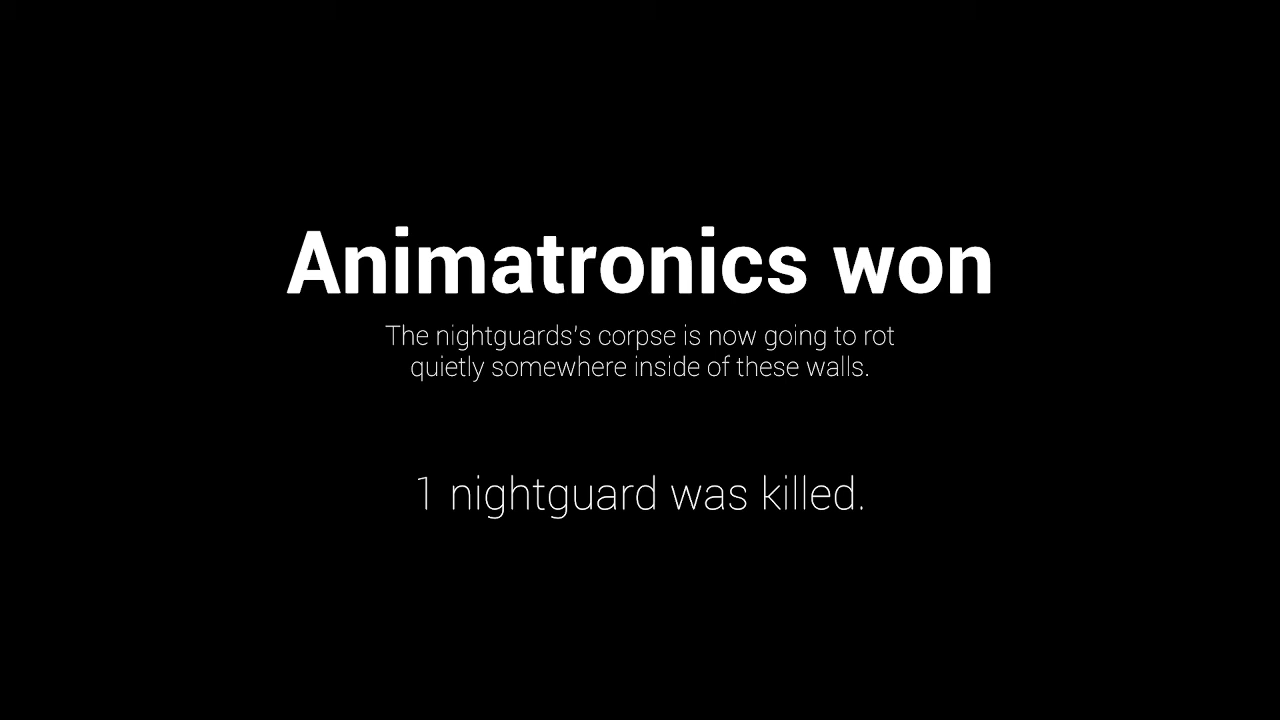 Animatronics won
The nightguards's corpse is now going to rot
quietly somewhere inside of these walls.
1 nightguard was killed.